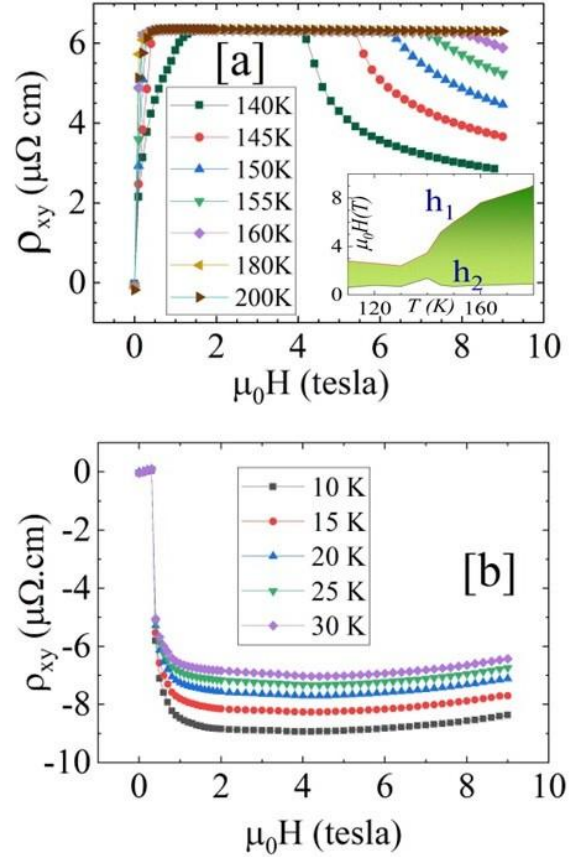 6
4
2
0
ρxy (μΩ cm)
[a]
140K
145K
150K
155K
160K
180K
200K
8
4
0
μ₀H(T)
h₁
h₂
120 T (K) 160
0 2 4 6 8 10
μ₀H (tesla)
0
-2
-4
-6
-8
-10
ρxy (μΩ.cm)
[b]
10 K
15 K
20 K
25 K
30 K
0 2 4 6 8 10
μ₀H (tesla)